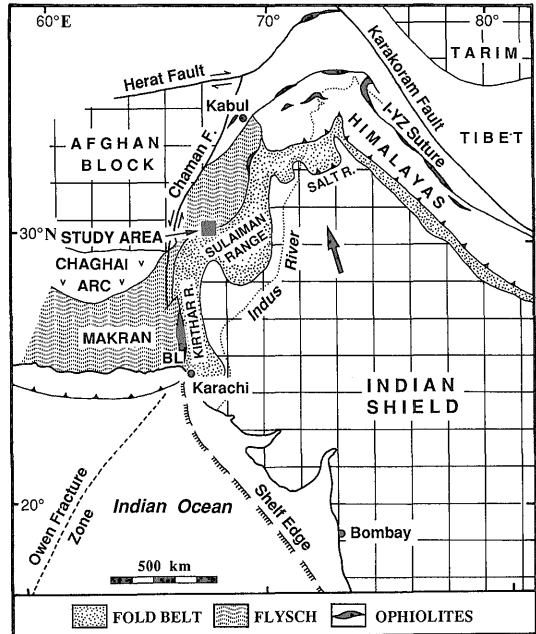 60°E
70°
80°
TARIM
Herat Fault
Karakoram Fault
Kabul
I-YZ Suture
TIBET
AFGHAN
BLOCK
Chaman F.
HIMALAYAS
SALT R.
30°N
STUDY AREA
SULAIMAN
RANGE
CHAGHAI
ARC
Indus River
KIRTHAR R.
MAKRAN
BL
Karachi
INDIAN
SHIELD
20°
Owen Fracture
Zone
Indian Ocean
Shelf Edge
Bombay
500 km
FOLD BELT
FLYSCH
OPHIOLITES